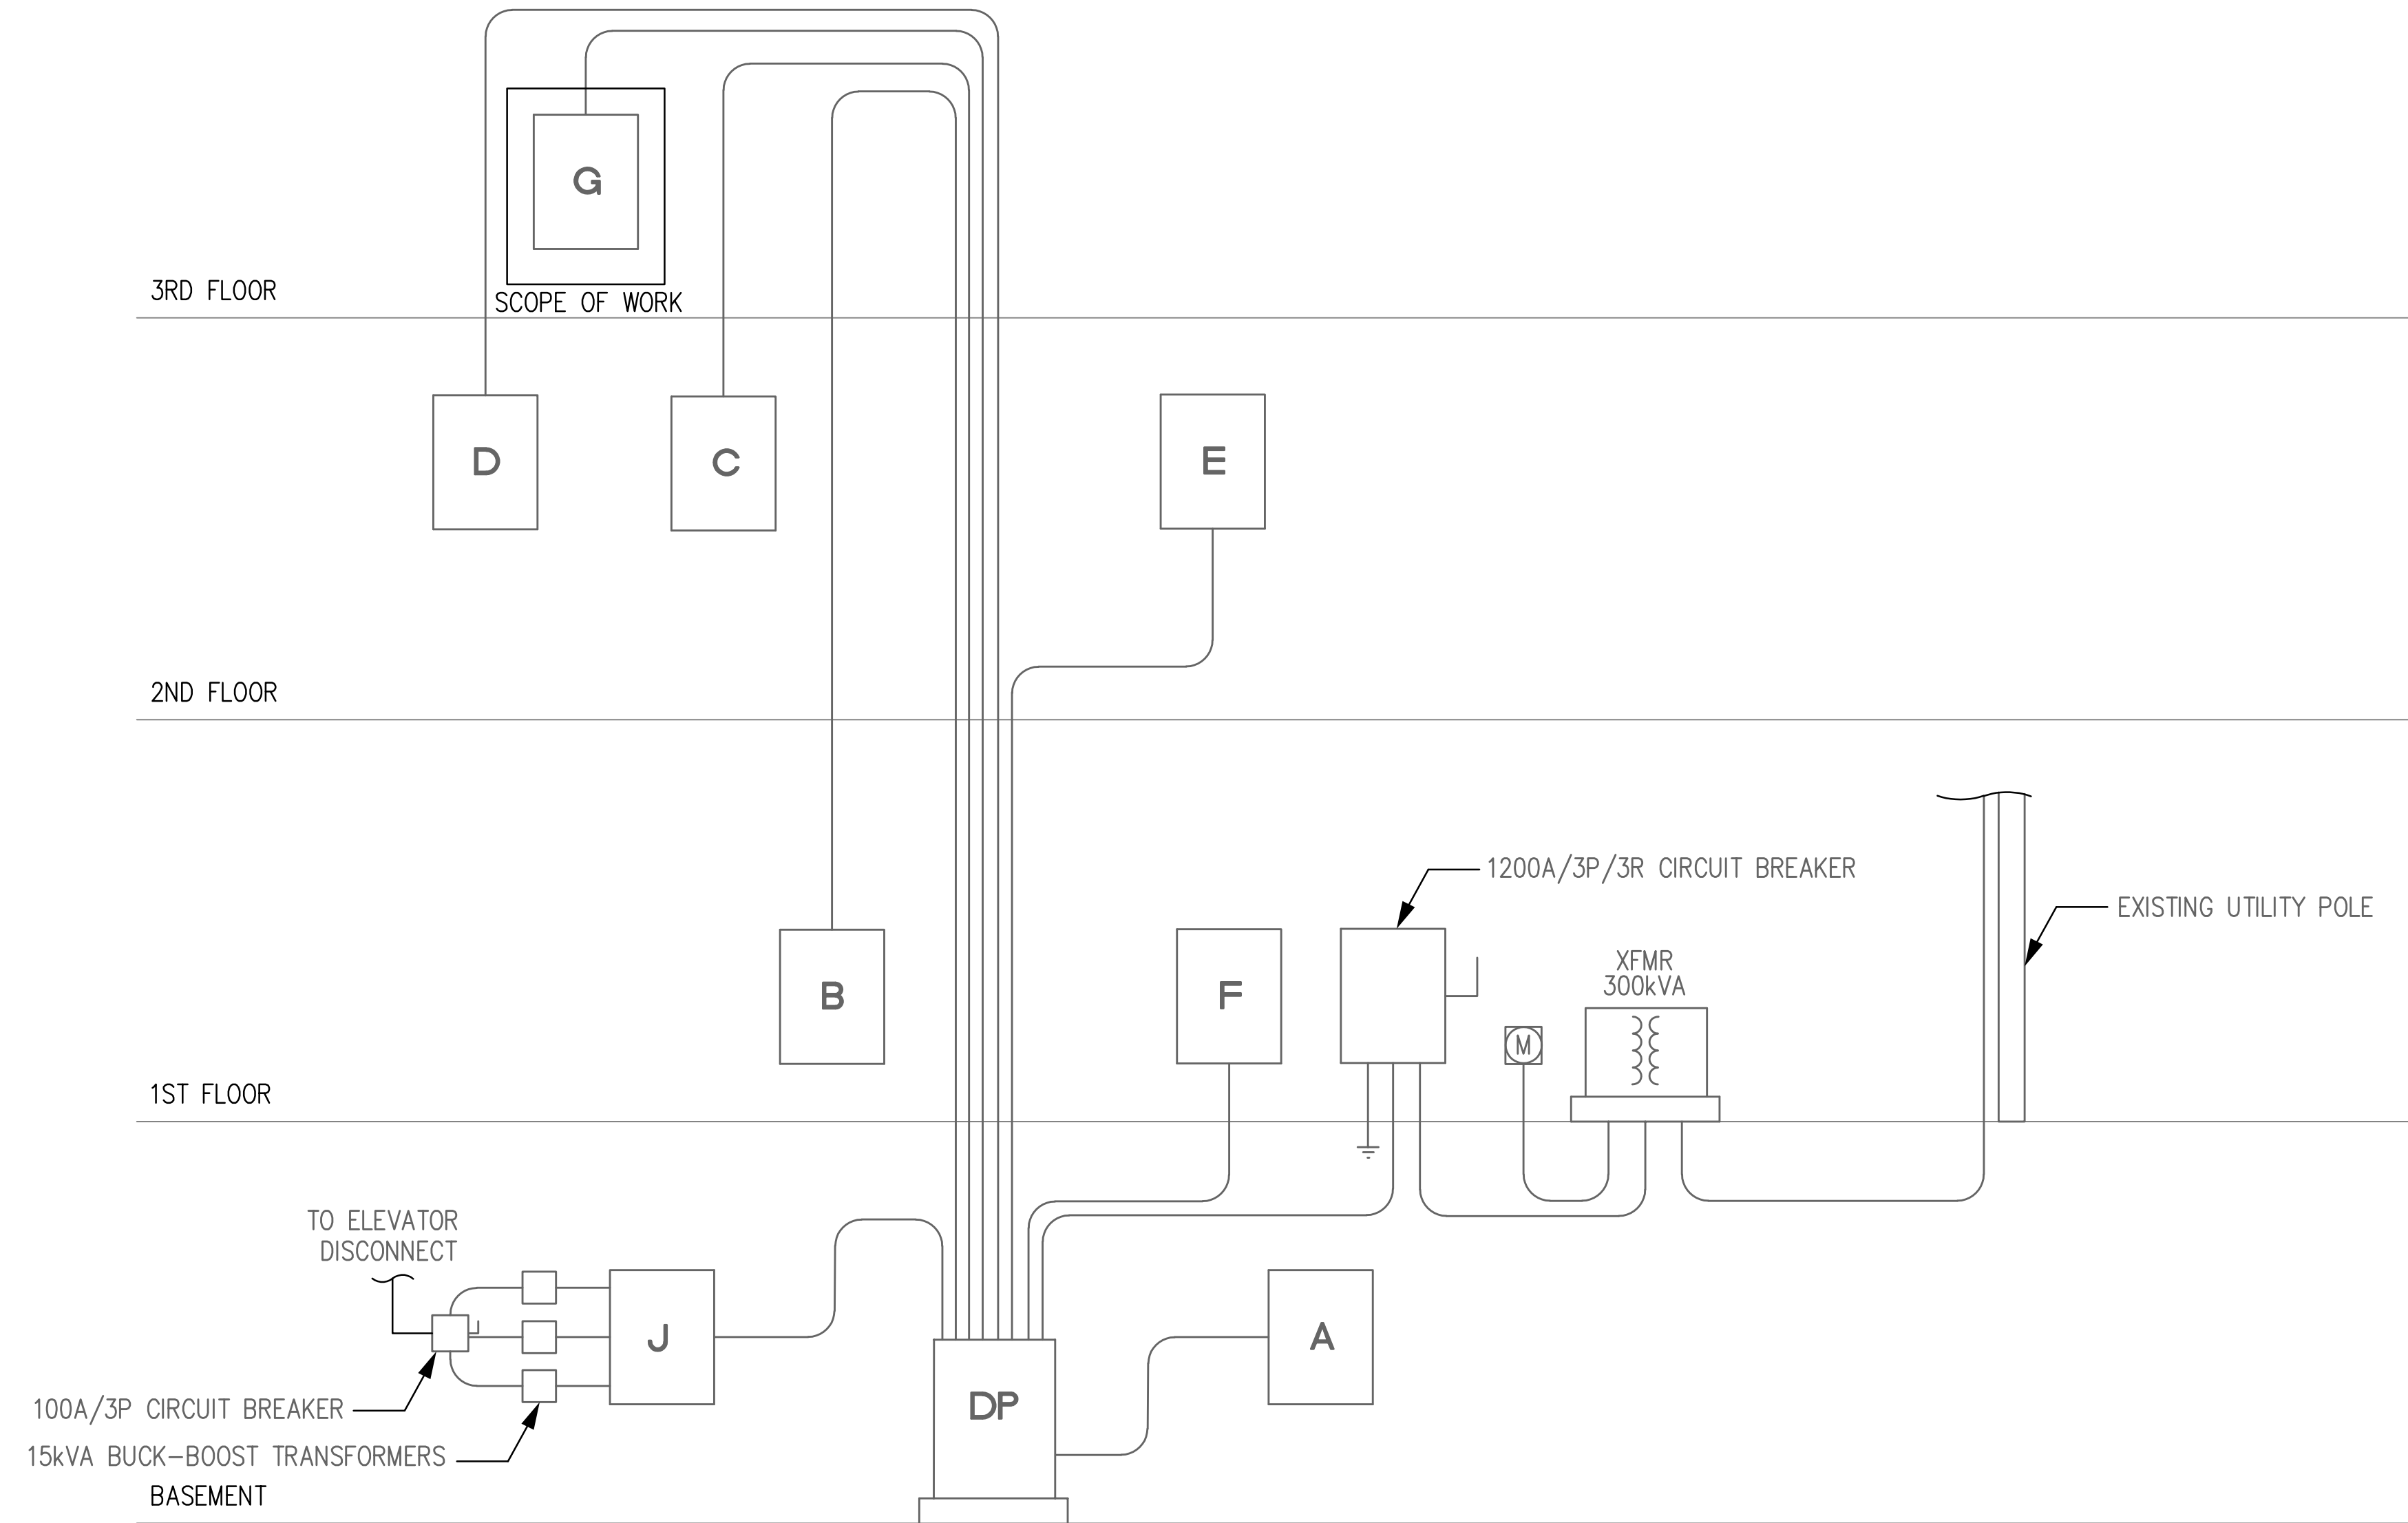 G
3RD FLOOR
SCOPE OF WORK
D
C
E
2ND FLOOR
1200A/3P/3R CIRCUIT BREAKER
EXISTING UTILITY POLE
XFMR
300kVA
B
F
M
1ST FLOOR
TO ELEVATOR
DISCONNECT
J
A
DP
100A/3P CIRCUIT BREAKER
15kVA BUCK-BOOST TRANSFORMERS
BASEMENT